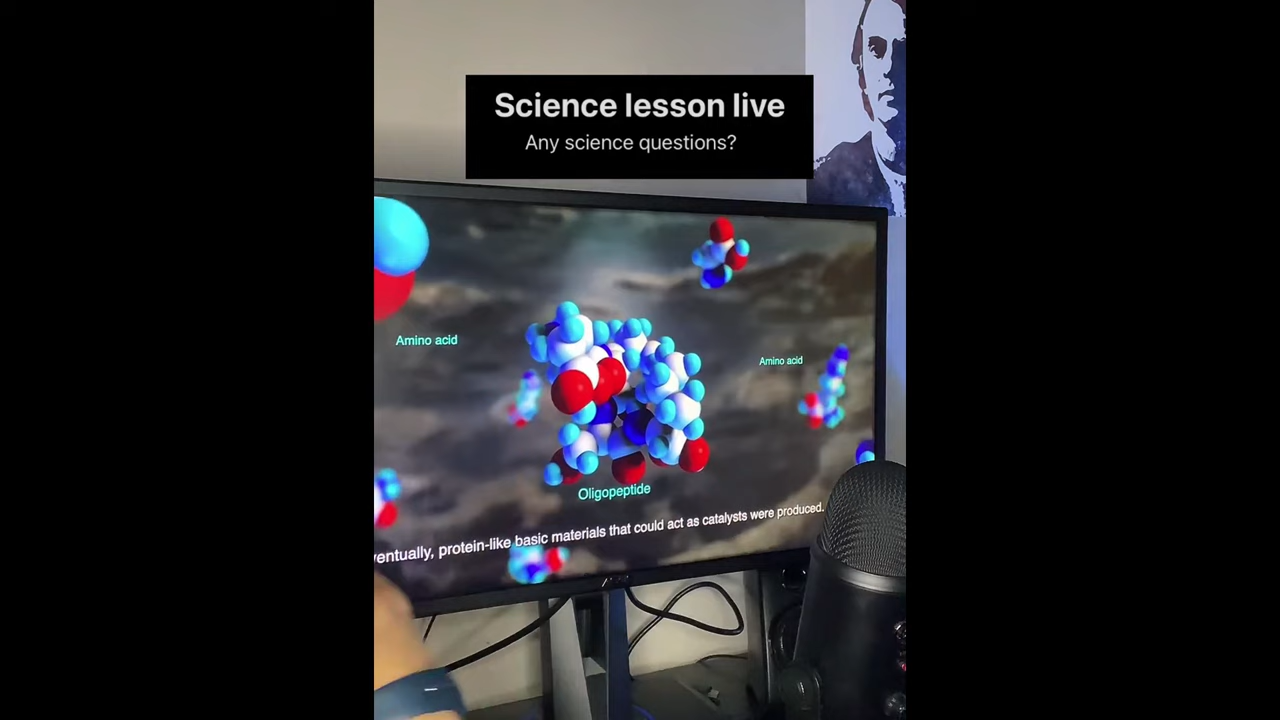 Science lesson live
Any science questions?
Amino acid
Amino acid
Oligopeptide
entually, protein-like basic materials that could act as catalysts were produced.